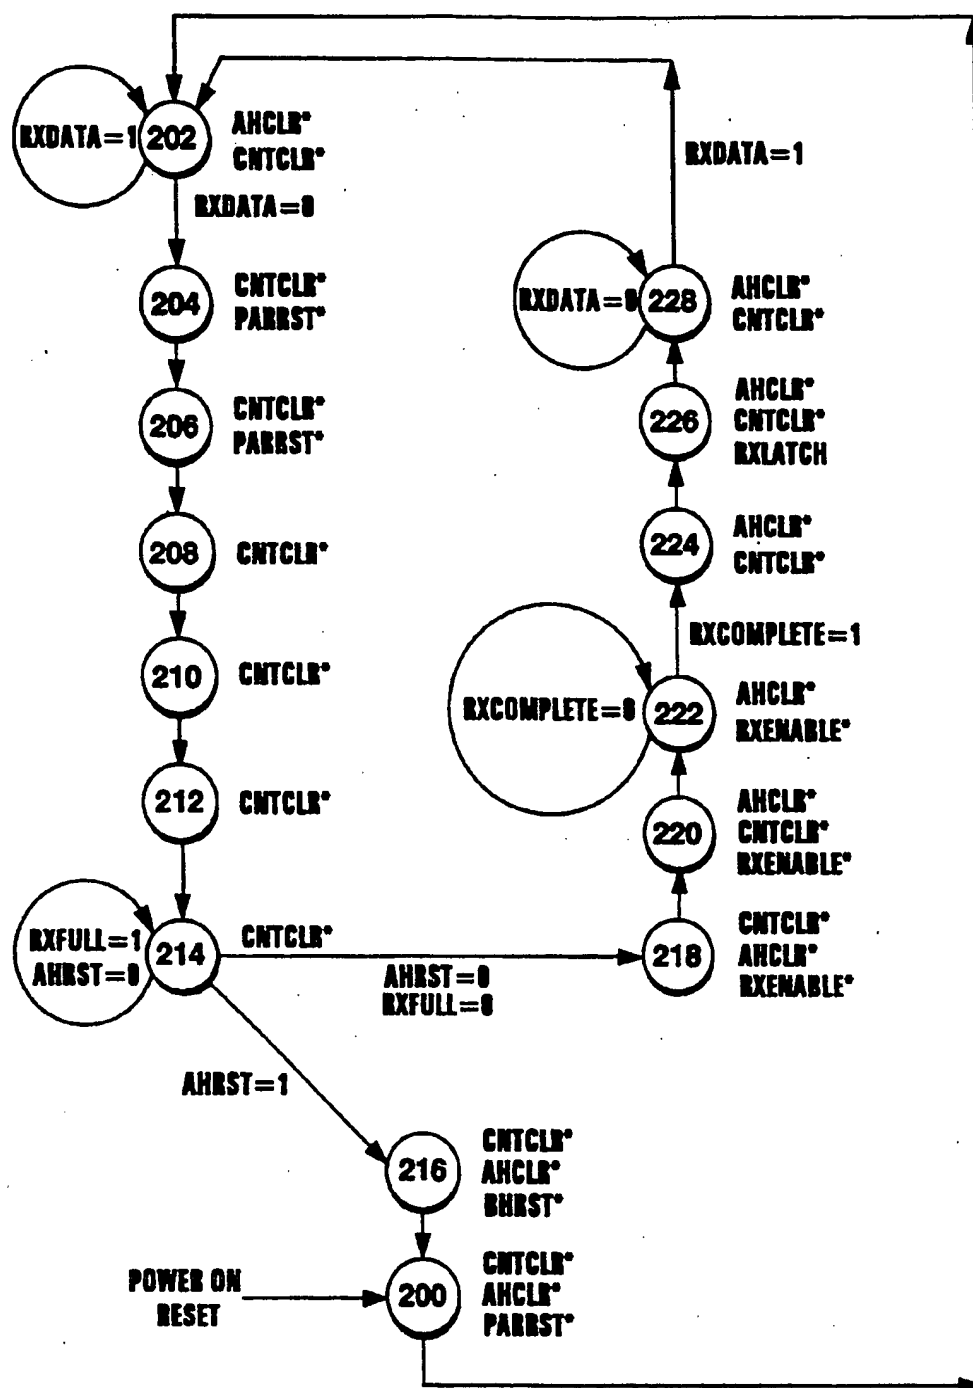 RXDATA=1
202
AHCLR*
CNTCLR*
RXDATA=0
204
CNTCLR*
PARRST*
206
CNTCLR*
PARRST*
208
CNTCLR*
210
CNTCLR*
212
CNTCLR*
RXFULL=1
AHRST=0
214
CNTCLR*
AHRST=0
RXFULL=0
AHRST=1
RXDATA=1
RXDATA=0
228
AHCLR*
CNTCLR*
226
AHCLR*
CNTCLR*
RXLATCH
224
AHCLR*
CNTCLR*
RXCOMPLETE=1
RXCOMPLETE=0
222
AHCLR*
RXENABLE*
220
AHCLR*
CNTCLR*
RXENABLE*
218
CNTCLR*
AHCLR*
RXENABLE*
216
CNTCLR*
AHCLR*
BHRST*
POWER ON
RESET
200
CNTCLR*
AHCLR*
PARRST*